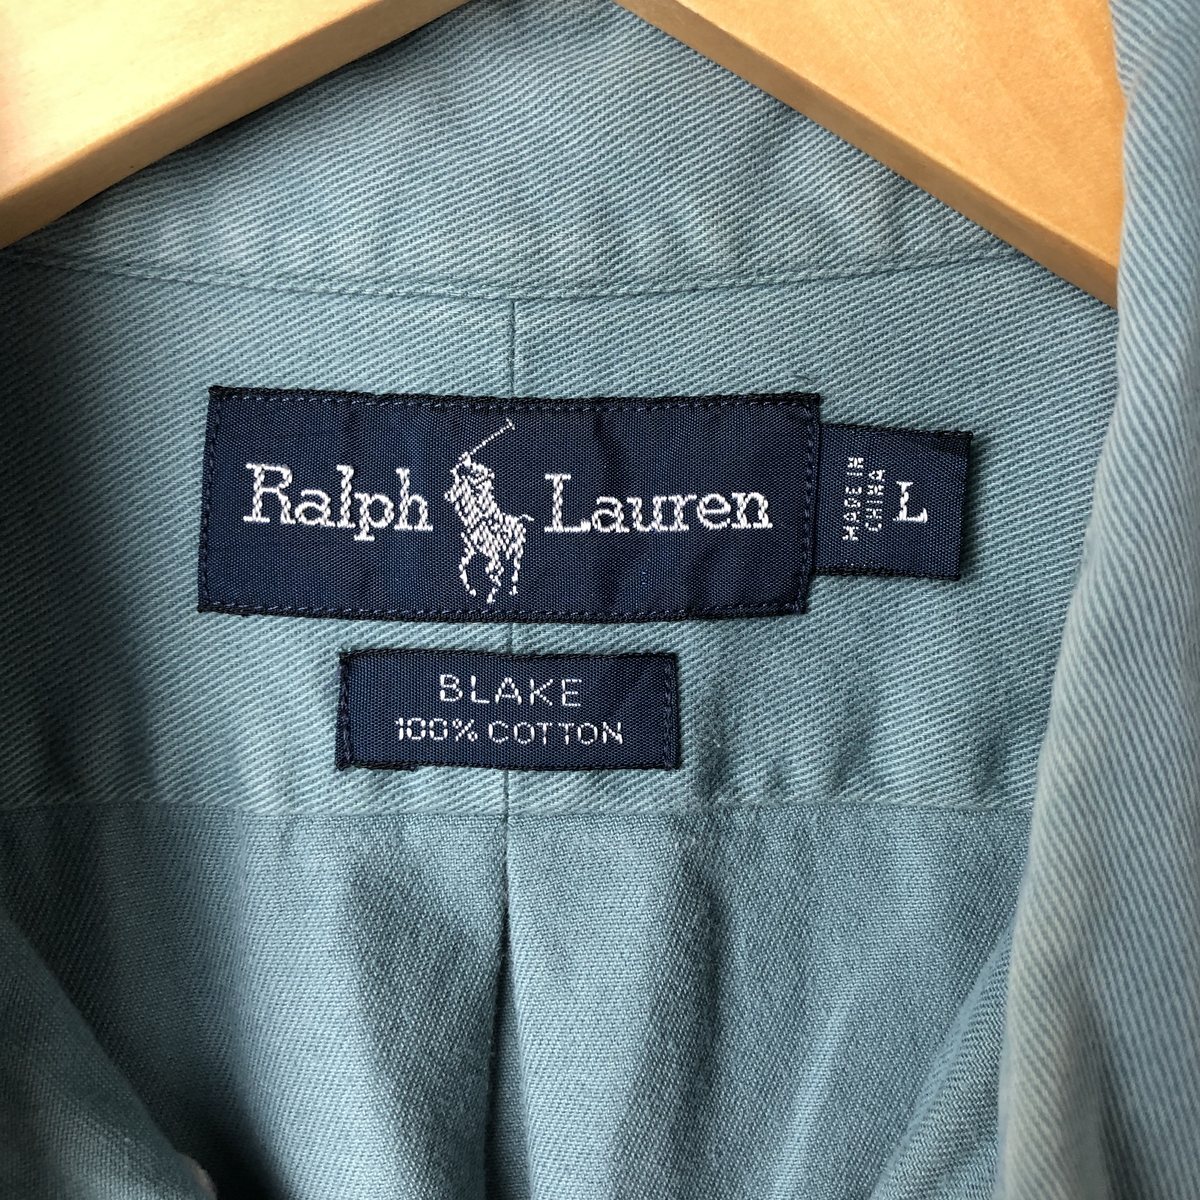 Ralph Lauren
MADE IN
CHINA
L
BLAKE
100% COTTON